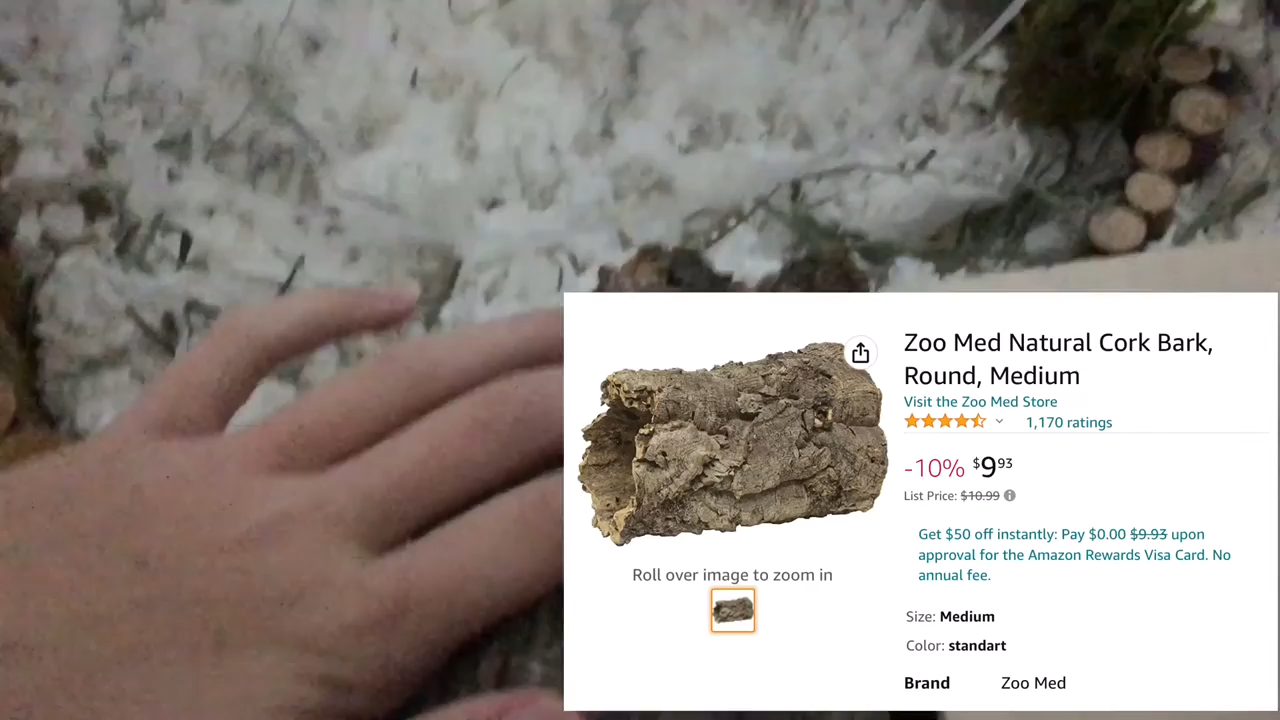 Zoo Med Natural Cork Bark,
Round, Medium
Visit the Zoo Med Store
1,170 ratings
-10% $993
List Price: $10.99
Get $50 off instantly: Pay $0.00 $9.93 upon
approval for the Amazon Rewards Visa Card. No
annual fee.
Roll over image to zoom in
Size: Medium
Color: standart
Brand Zoo Med